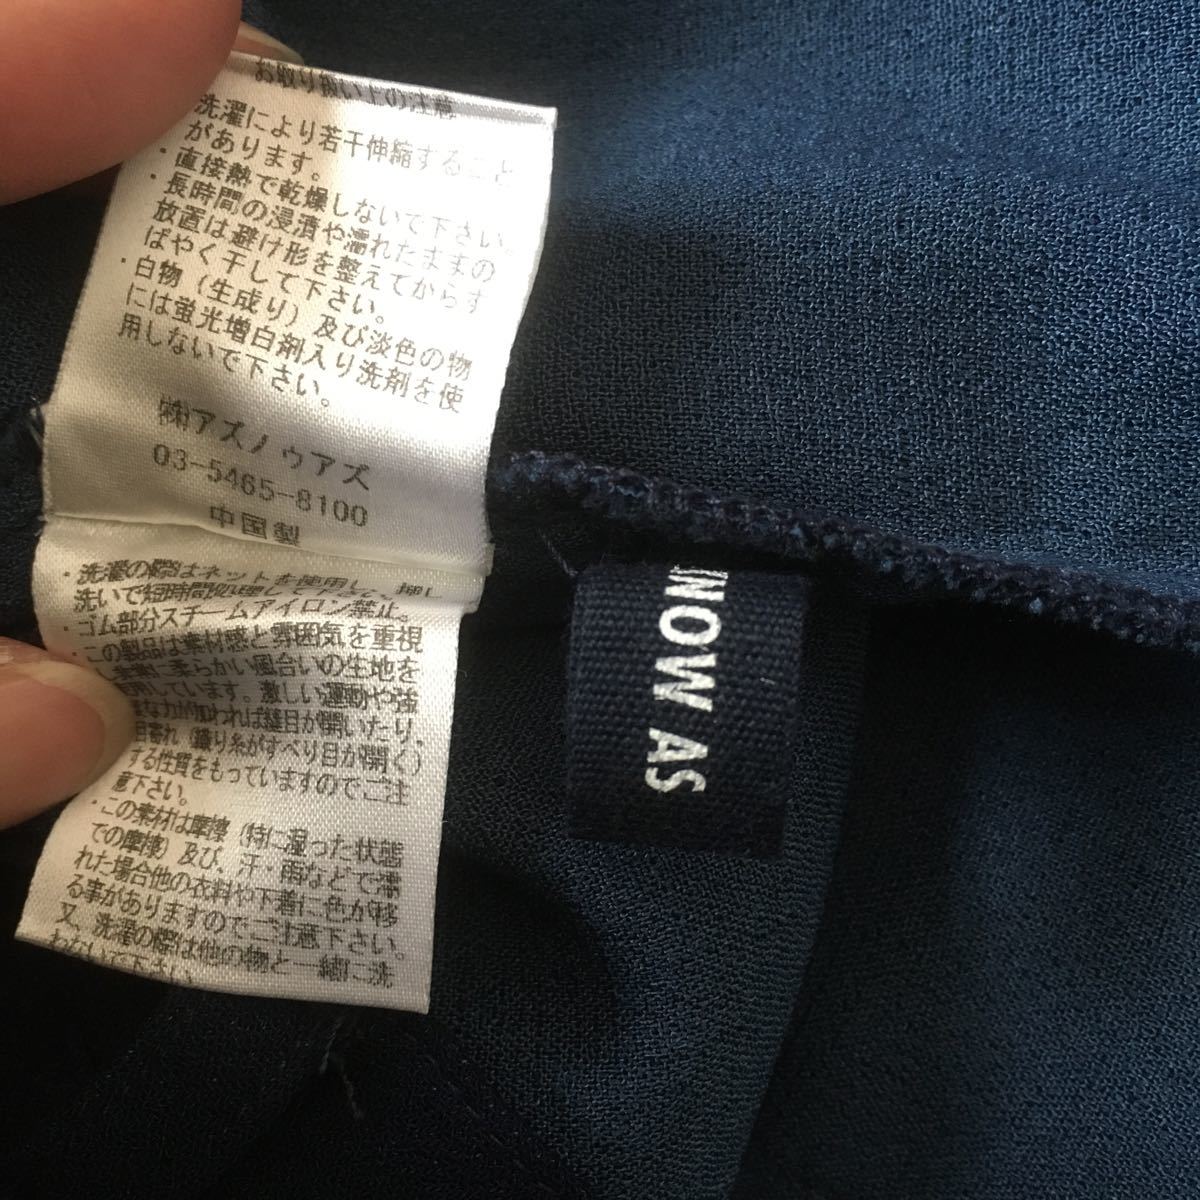 お取り扱い上の注意
洗濯により若干伸縮すること
があります。
・直接熱で乾燥しないで下さい。
・長時間の浸漬や濡れたままの
放置は避け形を整えてからす
ばやく干して下さい。
・白物（生成り）及び淡色の物
には蛍光増白剤入り洗剤を使
用しないで下さい。
㈱アズノゥアズ
03-5465-8100
中国製
・洗濯の際はネットを使用し、押し
洗いで短時間処理して下さい。
・ゴム部分スチームアイロン禁止。
・この製品は素材感と雰囲気を重視
に柔らかい風合いの生地を
使用しています。激しい運動や強
な力が加われば縫目が開いたり、
目寄れ（織り糸がすべり目が開く）
する性質をもっていますのでご注
意下さい。
・この素材は摩擦（特に湿った状態
での摩擦）及び、汗・雨などで濡
れた場合他の衣料や下着に色が移
る事がありますのでご注意下さい。
又、洗濯の際は他の物と一緒に洗
わないで下さい
NOW AS